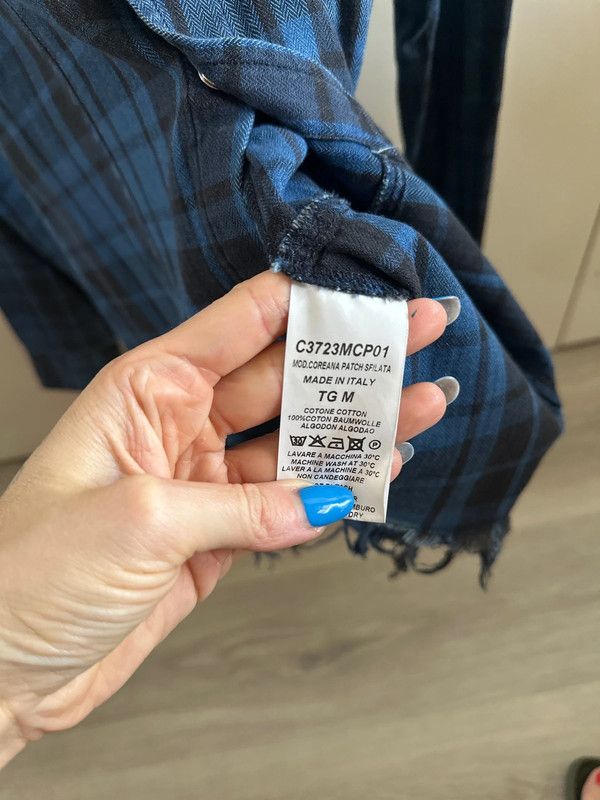 C3723MCP01
MOD.COREANA PATCH SFILATA
MADE IN ITALY
TG M
COTONE COTTON
100%COTON BAUMWOLLE
ALGODON ALGODAO
P
LAVARE A MACCHINA 30°C
MACHINE WASH AT 30°C
LAVER A LA MACHINE A 30°C
NON CANDEGGIARE